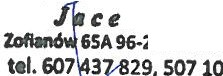 Jace
Zofianów 65A 96-2
tel. 607 437 829, 507 10